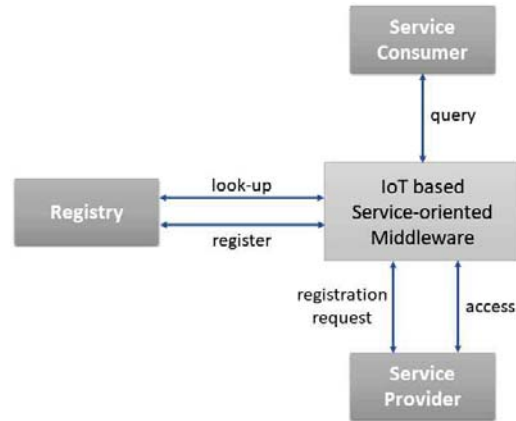 Service
Consumer
query
look-up
Registry
register
IoT based
Service-oriented
Middleware
registration
request
access
Service
Provider